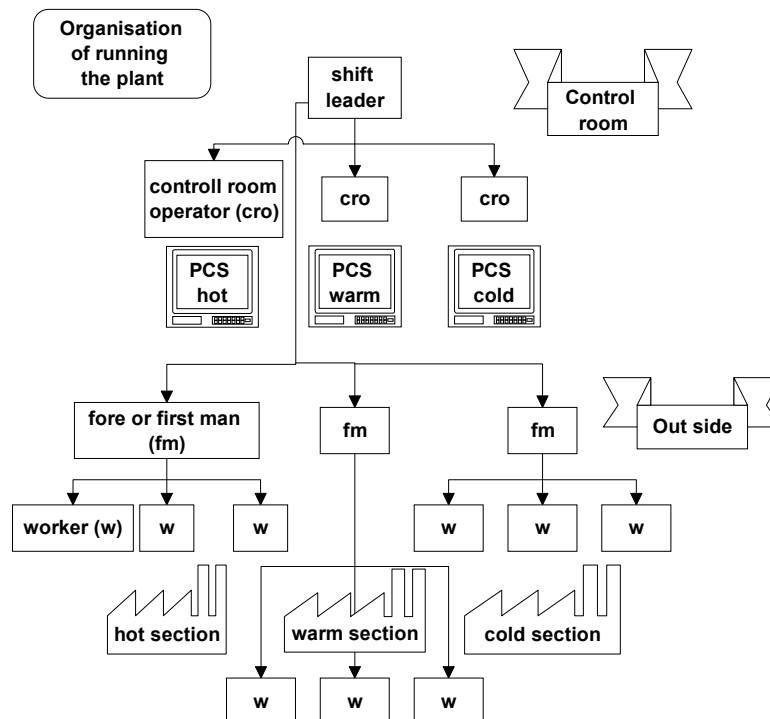 Organisation
of running
the plant
shift
leader
Control
room
controll room
operator (cro)
cro
cro
PCS
hot
PCS
warm
PCS
cold
fore or first man
(fm)
fm
fm
Out side
worker (w)
w
w
w
w
w
hot section
warm section
cold section
w
w
w